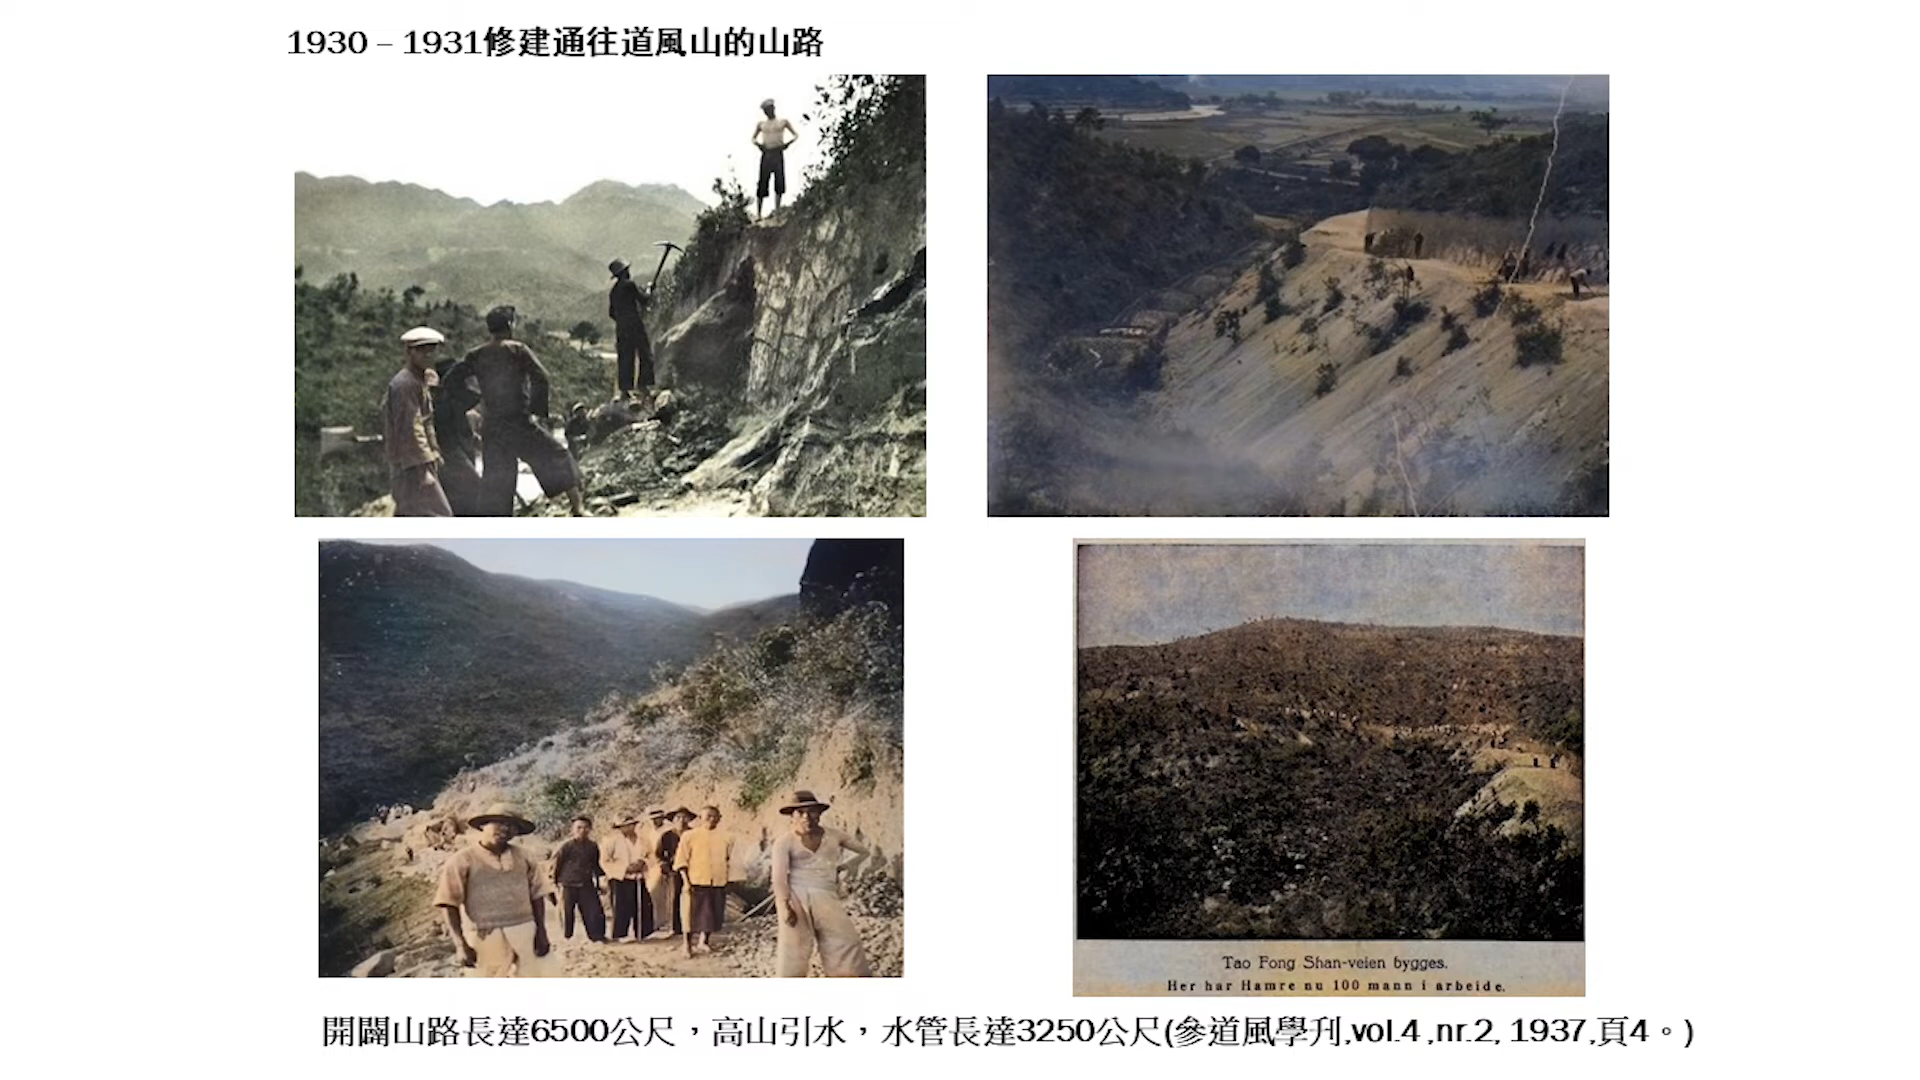 1930 – 1931修建通往道風山的山路
Tao Fong Shan-veien bygges.
Her har Hamre nu 100 mann i arbeide.
開闢山路長達6500公尺，高山引水，水管長達3250公尺(參道風學刋,vol.4 ,nr.2, 1937,頁4。)